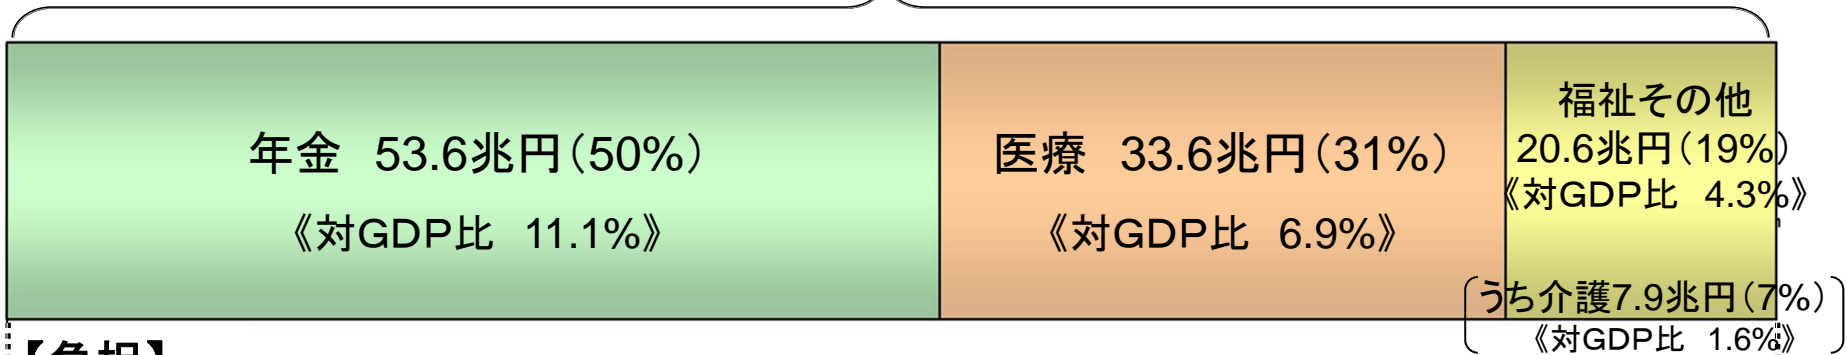 年金　53.6兆円（50%）
《対GDP比　11.1%》
医療　33.6兆円（31%）
《対GDP比　6.9%》
福祉その他
20.6兆円（19%）
《対GDP比　4.3%》
うち介護7.9兆円（7%）
《対GDP比　1.6%》
【負担】